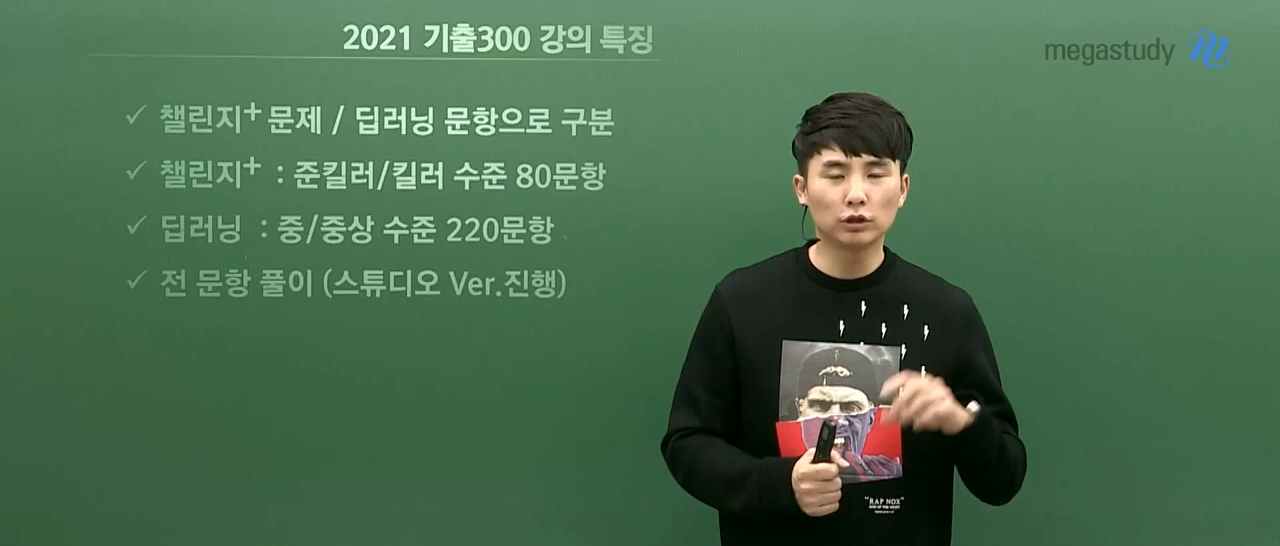 2021 기출300 강의 특징
megastudy
✓ 챌린지+ 문제 / 딥러닝 문항으로 구분
✓ 챌린지+ : 준킬러/킬러 수준 80문항
✓ 딥러닝 : 중/중상 수준 220문항
✓ 전 문항 풀이 (스튜디오 Ver.진행)
"RAP NOX"